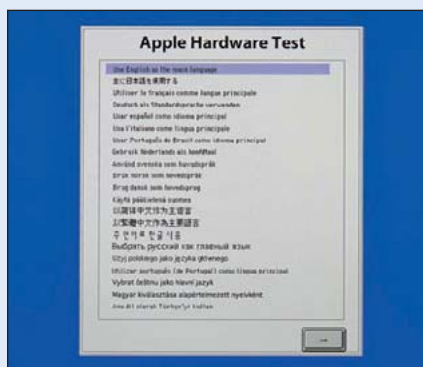 Apple Hardware Test
Use English as the main language
主に日本語を使用する
Utiliser le français comme langue principale
Deutsch als Standardsprache verwenden
Usar español como idioma principal
Usa l'italiano come lingua principale
Usar Português do Brasil como idioma principal
Gebruik Nederlands als hoofdtaal
Använd svenska som huvudspråk
Bruk norsk som hovedspråk
Brug dansk som hovedsprog
Käytä pääkielenä suomea
以简体中文作为主语言
以繁體中文作為主要語言
주 언어로 한글 사용
Выбрать русский как главный язык
Użyj polskiego jako języka głównego
Utilizar português (de Portugal) como língua principal
Vybrat češtinu jako hlavní jazyk
Magyar kiválasztása alapértelmezett nyelvként
Ana dil olarak Türkçe'yi kullan